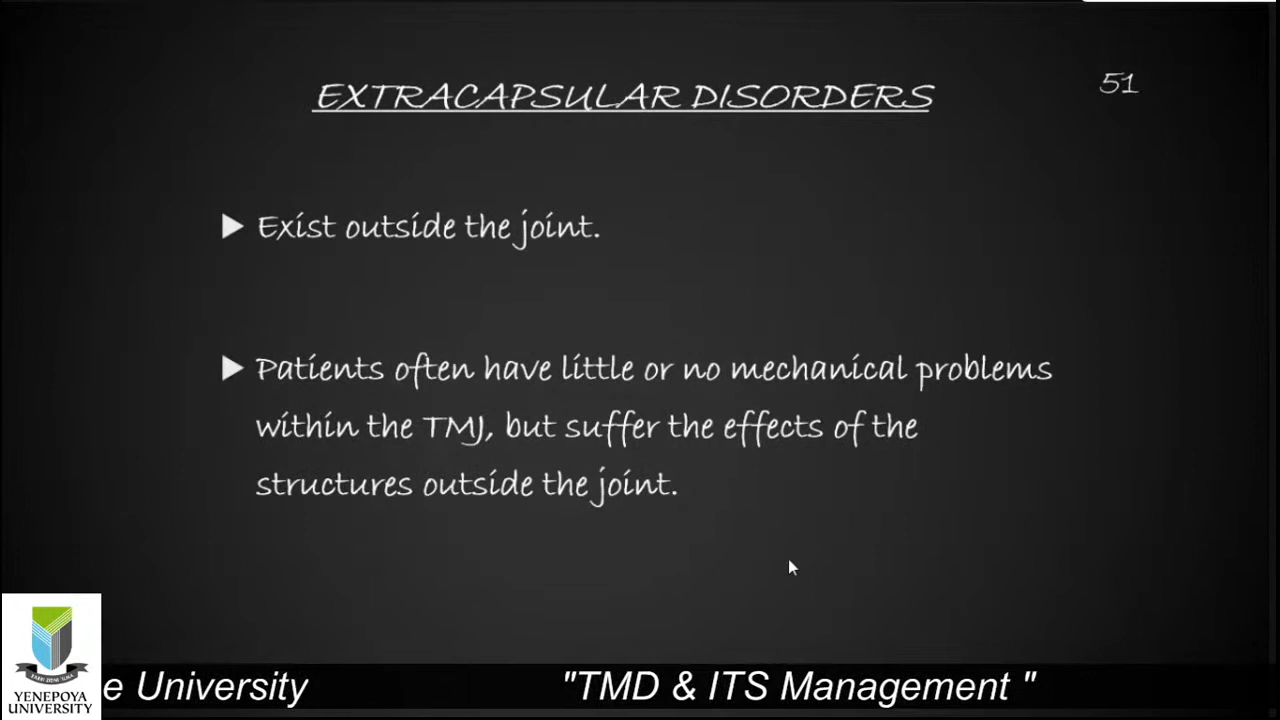 EXTRACAPSULAR DISORDERS
51
Exist outside the joint.
Patients often have little or no mechanical problems
within the TMJ, but suffer the effects of the
structures outside the joint.
YENEPOYA
UNIVERSITY
e University
"TMD & ITS Management "